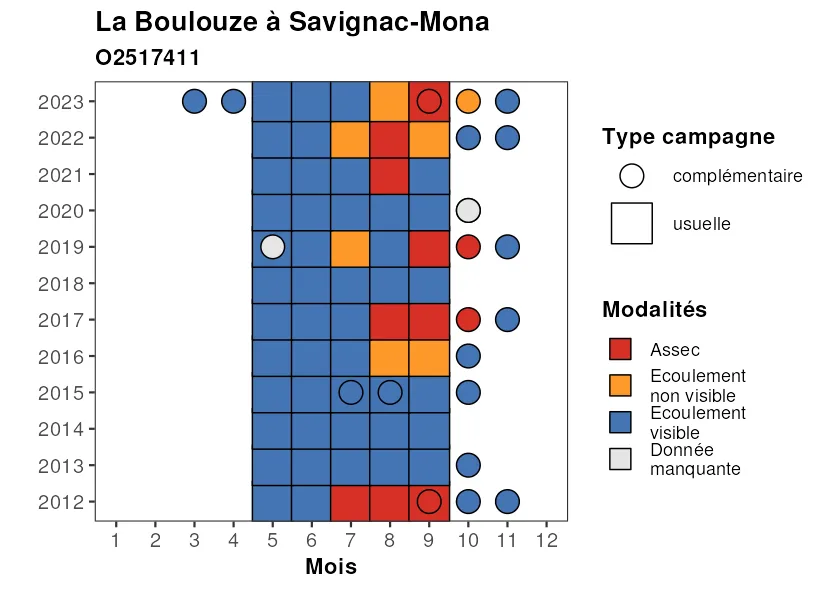 La Boulouze à Savignac-Mona
O2517411
2023
2022
2021
2020
2019
2018
2017
2016
2015
2014
2013
2012
1 2 3 4 5 6 7 8 9 10 11 12
Mois
Type campagne
complémentaire
usuelle
Modalités
Assec
Ecoulement
non visible
Ecoulement
visible
Donnée
manquante